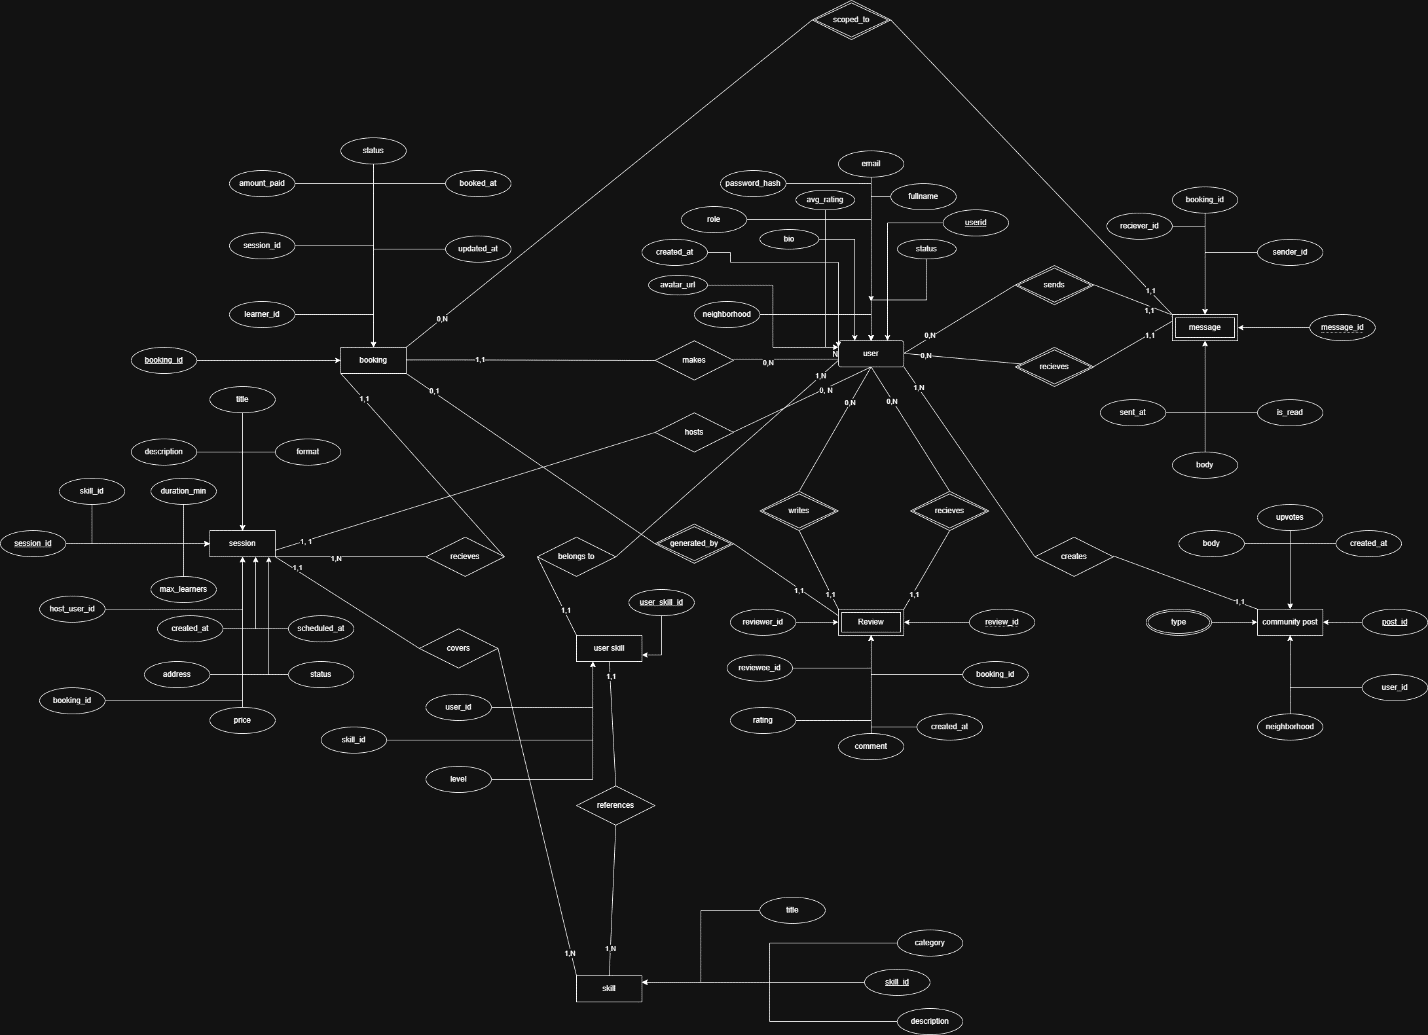 scoped_to
status
amount_paid
booked_at
session_id
updated_at
learner_id
booking_id
booking
0,N
1,1
makes
0,N
0,1
1,1
email
password_hash
fullname
avg_rating
role
userid
bio
status
created_at
avatar_url
neighborhood
N
user
1,N
0, N
0,N
0,N
1,N
0,N
0,N
sends
recieves
1,1
1,1
1,1
booking_id
reciever_id
sender_id
message
message_id
sent_at
is_read
body
title
description
format
skill_id
duration_min
session_id
session
max_learners
host_user_id
created_at
scheduled_at
address
status
booking_id
price
1, 1
1,N
1,1
hosts
recieves
belongs to
generated_by
writes
recieves
creates
covers
1,1
user_skill_id
user skill
1,1
user_id
skill_id
level
references
1,N
1,N
skill
title
category
skill_id
description
1,1
1,1
1,1
reviewer_id
Review
review_id
reviewee_id
booking_id
rating
created_at
comment
upvotes
body
created_at
1,1
type
community post
post_id
user_id
neighborhood